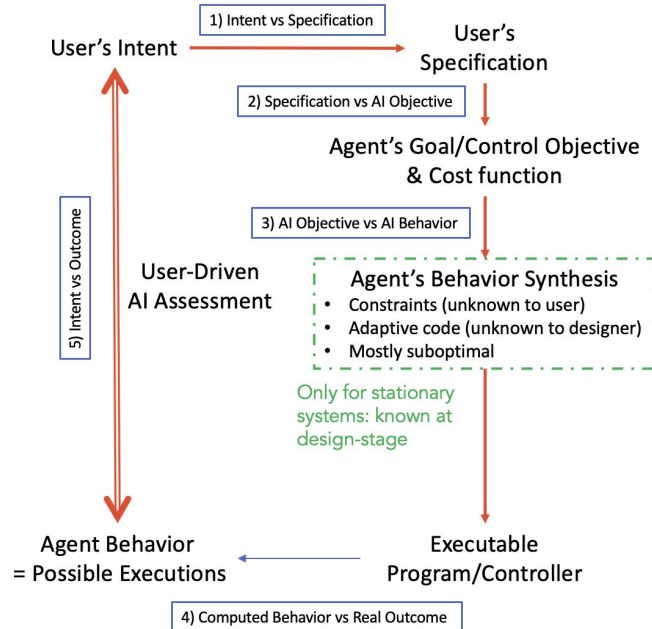 1) Intent vs Specification
User's Intent
User's
Specification
2) Specification vs AI Objective
Agent's Goal/Control Objective
& Cost function
3) AI Objective vs AI Behavior
Agent's Behavior Synthesis
• Constraints (unknown to user)
• Adaptive code (unknown to designer)
• Mostly suboptimal
5) Intent vs Outcome
User-Driven
AI Assessment
Only for stationary
systems: known at
design-stage
Agent Behavior
= Possible Executions
Executable
Program/Controller
4) Computed Behavior vs Real Outcome